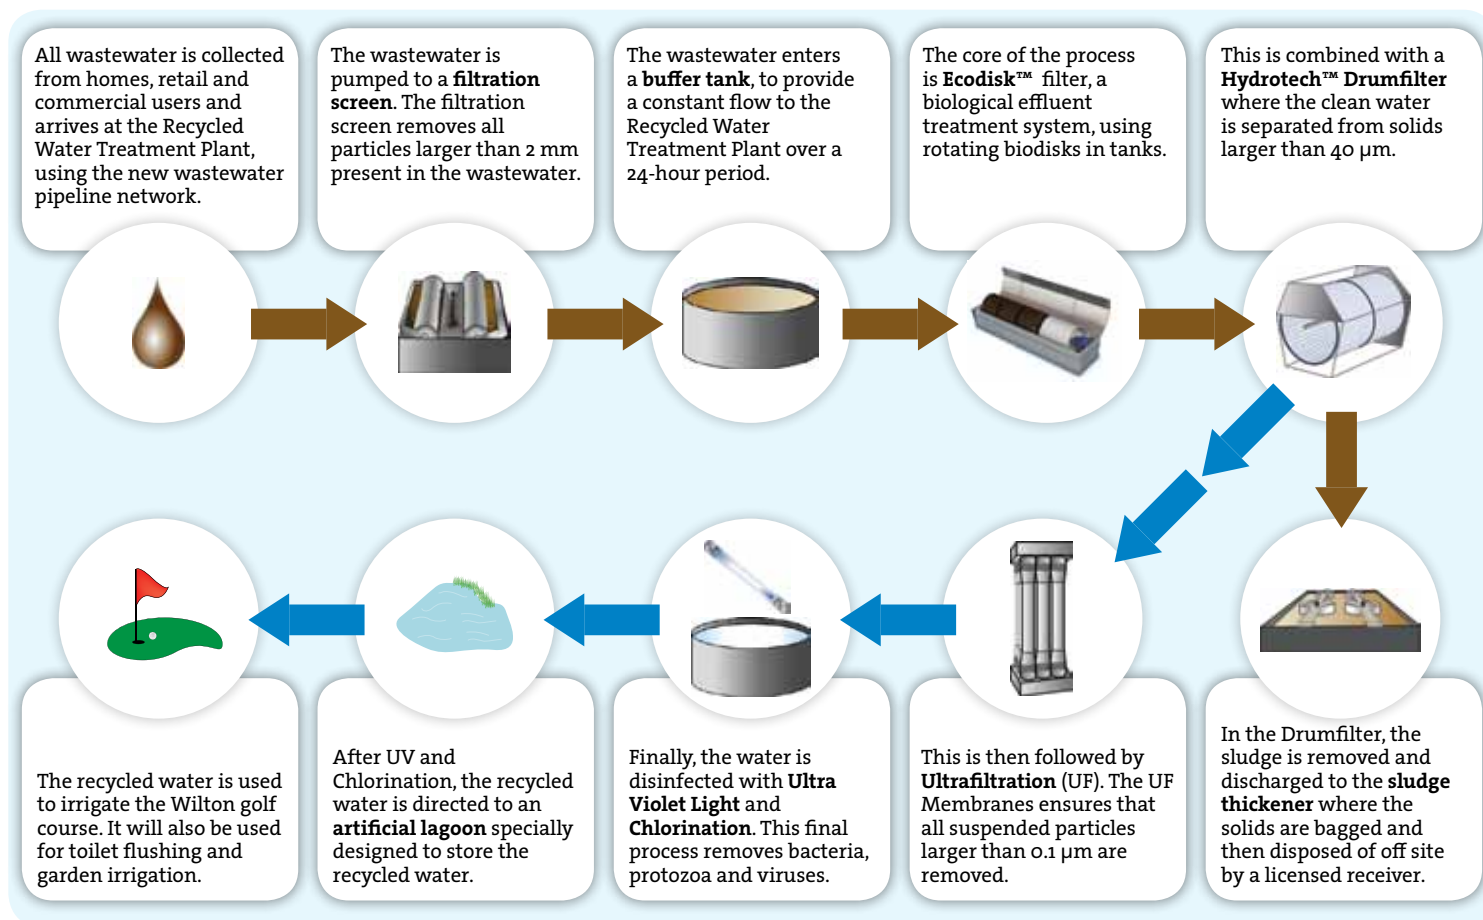 All wastewater is collected
from homes, retail and
commercial users and
arrives at the Recycled
Water Treatment Plant,
using the new wastewater
pipeline network.
The wastewater is
pumped to a filtration
screen. The filtration
screen removes all
particles larger than 2 mm
present in the wastewater.
The wastewater enters
a buffer tank, to provide
a constant flow to the
Recycled Water
Treatment Plant over a
24-hour period.
The core of the process
is Ecodisk™ filter, a
biological effluent
treatment system, using
rotating biodisks in tanks.
This is combined with a
Hydrotech™ Drumfilter
where the clean water
is separated from solids
larger than 40 µm.
The recycled water is used
to irrigate the Wilton golf
course. It will also be used
for toilet flushing and
garden irrigation.
After UV and
Chlorination, the recycled
water is directed to an
artificial lagoon specially
designed to store the
recycled water.
Finally, the water is
disinfected with Ultra
Violet Light and
Chlorination. This final
process removes bacteria,
protozoa and viruses.
This is then followed by
Ultrafiltration (UF). The UF
Membranes ensures that
all suspended particles
larger than 0.1 µm are
removed.
In the Drumfilter, the
sludge is removed and
discharged to the sludge
thickener where the
solids are bagged and
then disposed of off site
by a licensed receiver.